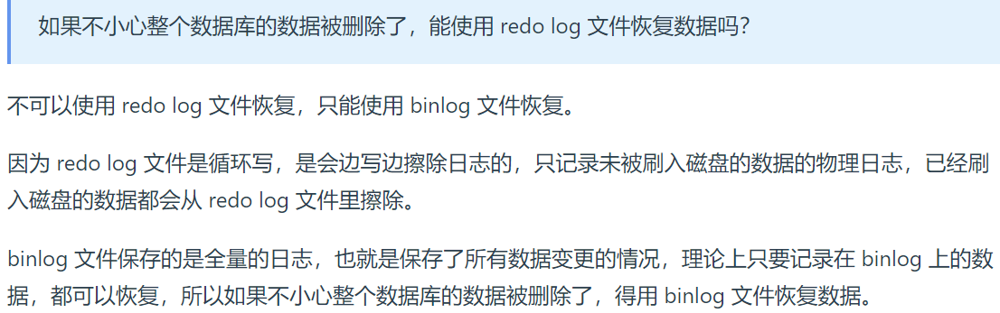 如果不小心整个数据库的数据被删除了，能使用 redo log 文件恢复数据吗？
不可以使用 redo log 文件恢复，只能使用 binlog 文件恢复。
因为 redo log 文件是循环写，是会边写边擦除日志的，只记录未被刷入磁盘的数据的物理日志，已经刷
入磁盘的数据都会从 redo log 文件里擦除。
binlog 文件保存的是全量的日志，也就是保存了所有数据变更的情况，理论上只要记录在 binlog 上的数
据，都可以恢复，所以如果不小心整个数据库的数据被删除了，得用 binlog 文件恢复数据。